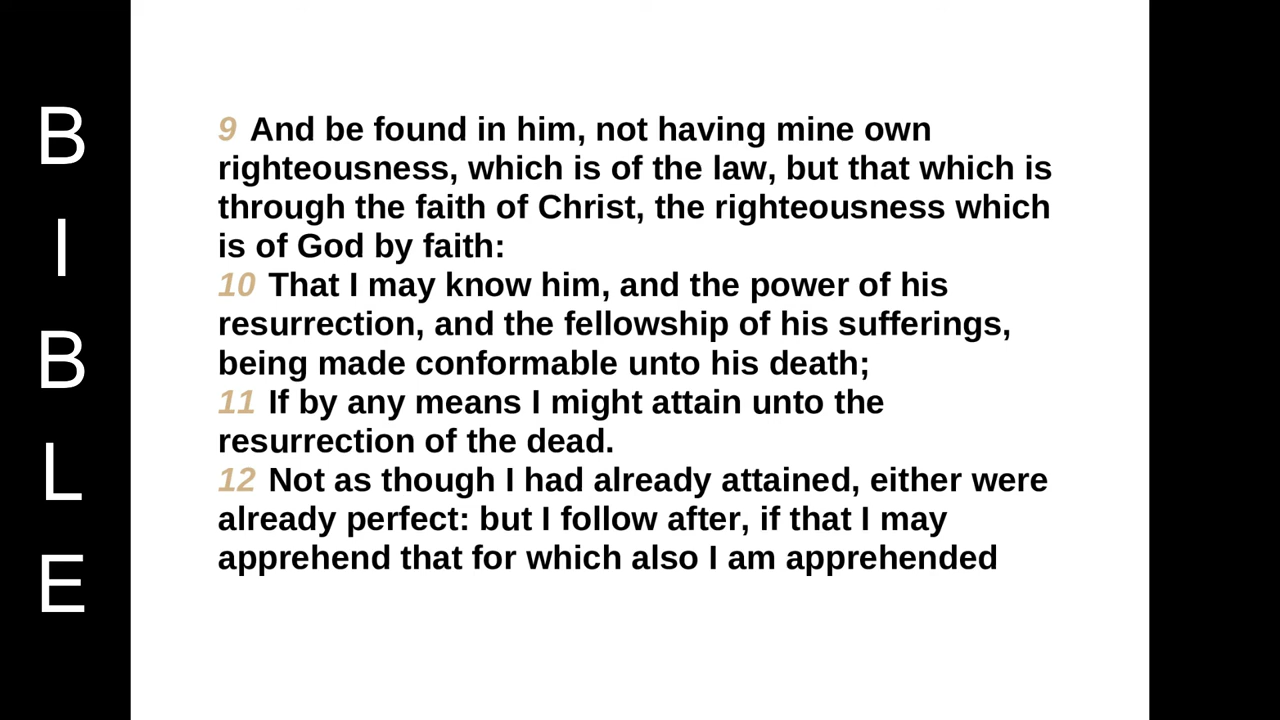 B
I
B
L
E
9 And be found in him, not having mine own
righteousness, which is of the law, but that which is
through the faith of Christ, the righteousness which
is of God by faith:
10 That I may know him, and the power of his
resurrection, and the fellowship of his sufferings,
being made conformable unto his death;
11 If by any means I might attain unto the
resurrection of the dead.
12 Not as though I had already attained, either were
already perfect: but I follow after, if that I may
apprehend that for which also I am apprehended